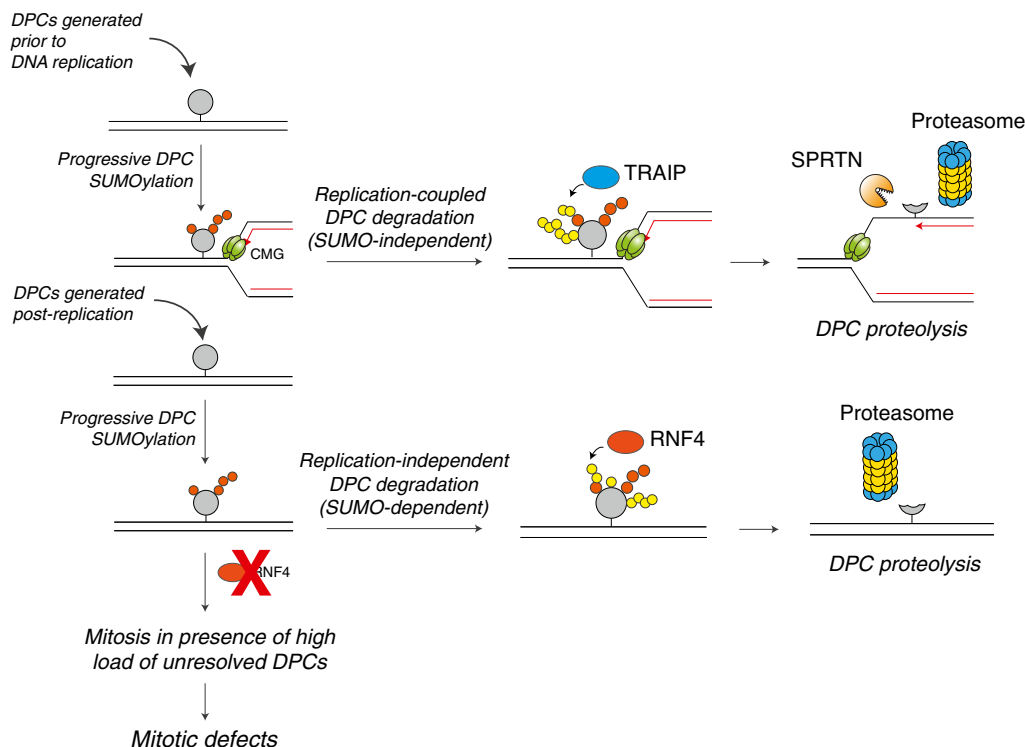 DPCs generated
prior to
DNA replication
Progressive DPC
SUMOylation
CMG
Replication-coupled
DPC degradation
(SUMO-independent)
TRAIP
SPRTN
Proteasome
DPC proteolysis
DPCs generated
post-replication
Progressive DPC
SUMOylation
Replication-independent
DPC degradation
(SUMO-dependent)
RNF4
Proteasome
DPC proteolysis
RNF4
Mitosis in presence of high
load of unresolved DPCs
Mitotic defects